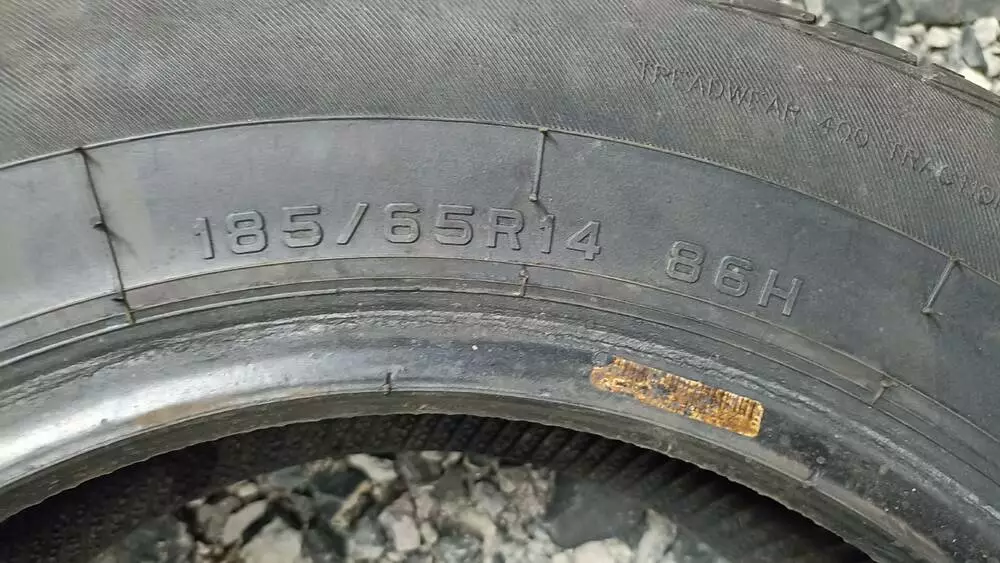 TREADWEAR 400 TRACTION
185/65R14 86H